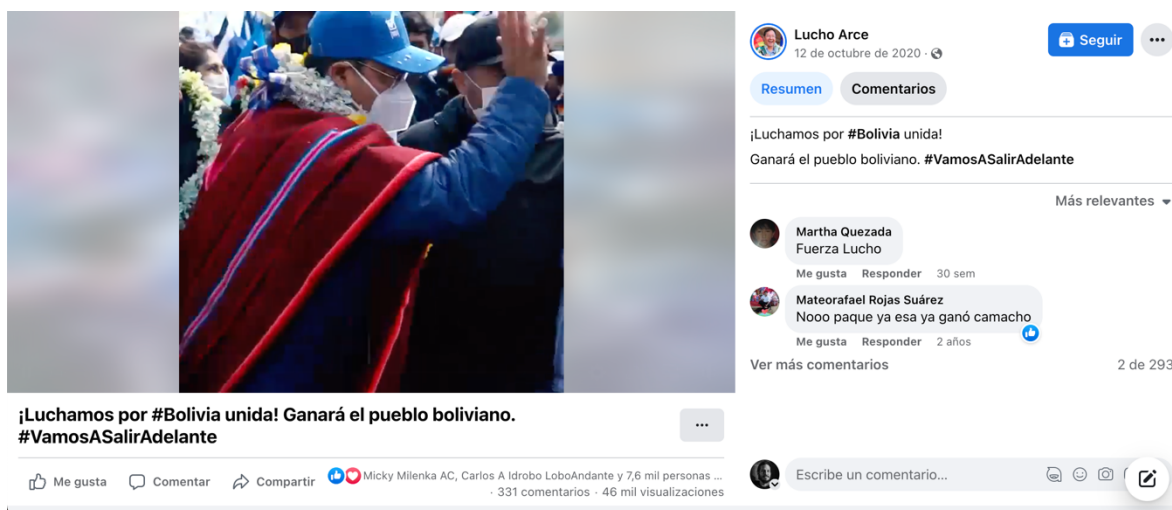 Lucho Arce
12 de octubre de 2020 ·
Seguir
Resumen
Comentarios
¡Luchamos por #Bolivia unida!
Ganará el pueblo boliviano. #VamosASalirAdelante
Más relevantes
Martha Quezada
Fuerza Lucho
Me gusta Responder 30 sem
Mateorafael Rojas Suárez
Nooo paque ya esa ya ganó camacho
Me gusta Responder 2 años
Ver más comentarios 2 de 293
Escribe un comentario...
¡Luchamos por #Bolivia unida! Ganará el pueblo boliviano.
#VamosASalirAdelante
Me gusta Comentar Compartir Micky Milenka AC, Carlos A Idrobo LoboAndante y 7,6 mil personas ...
· 331 comentarios · 46 mil visualizaciones